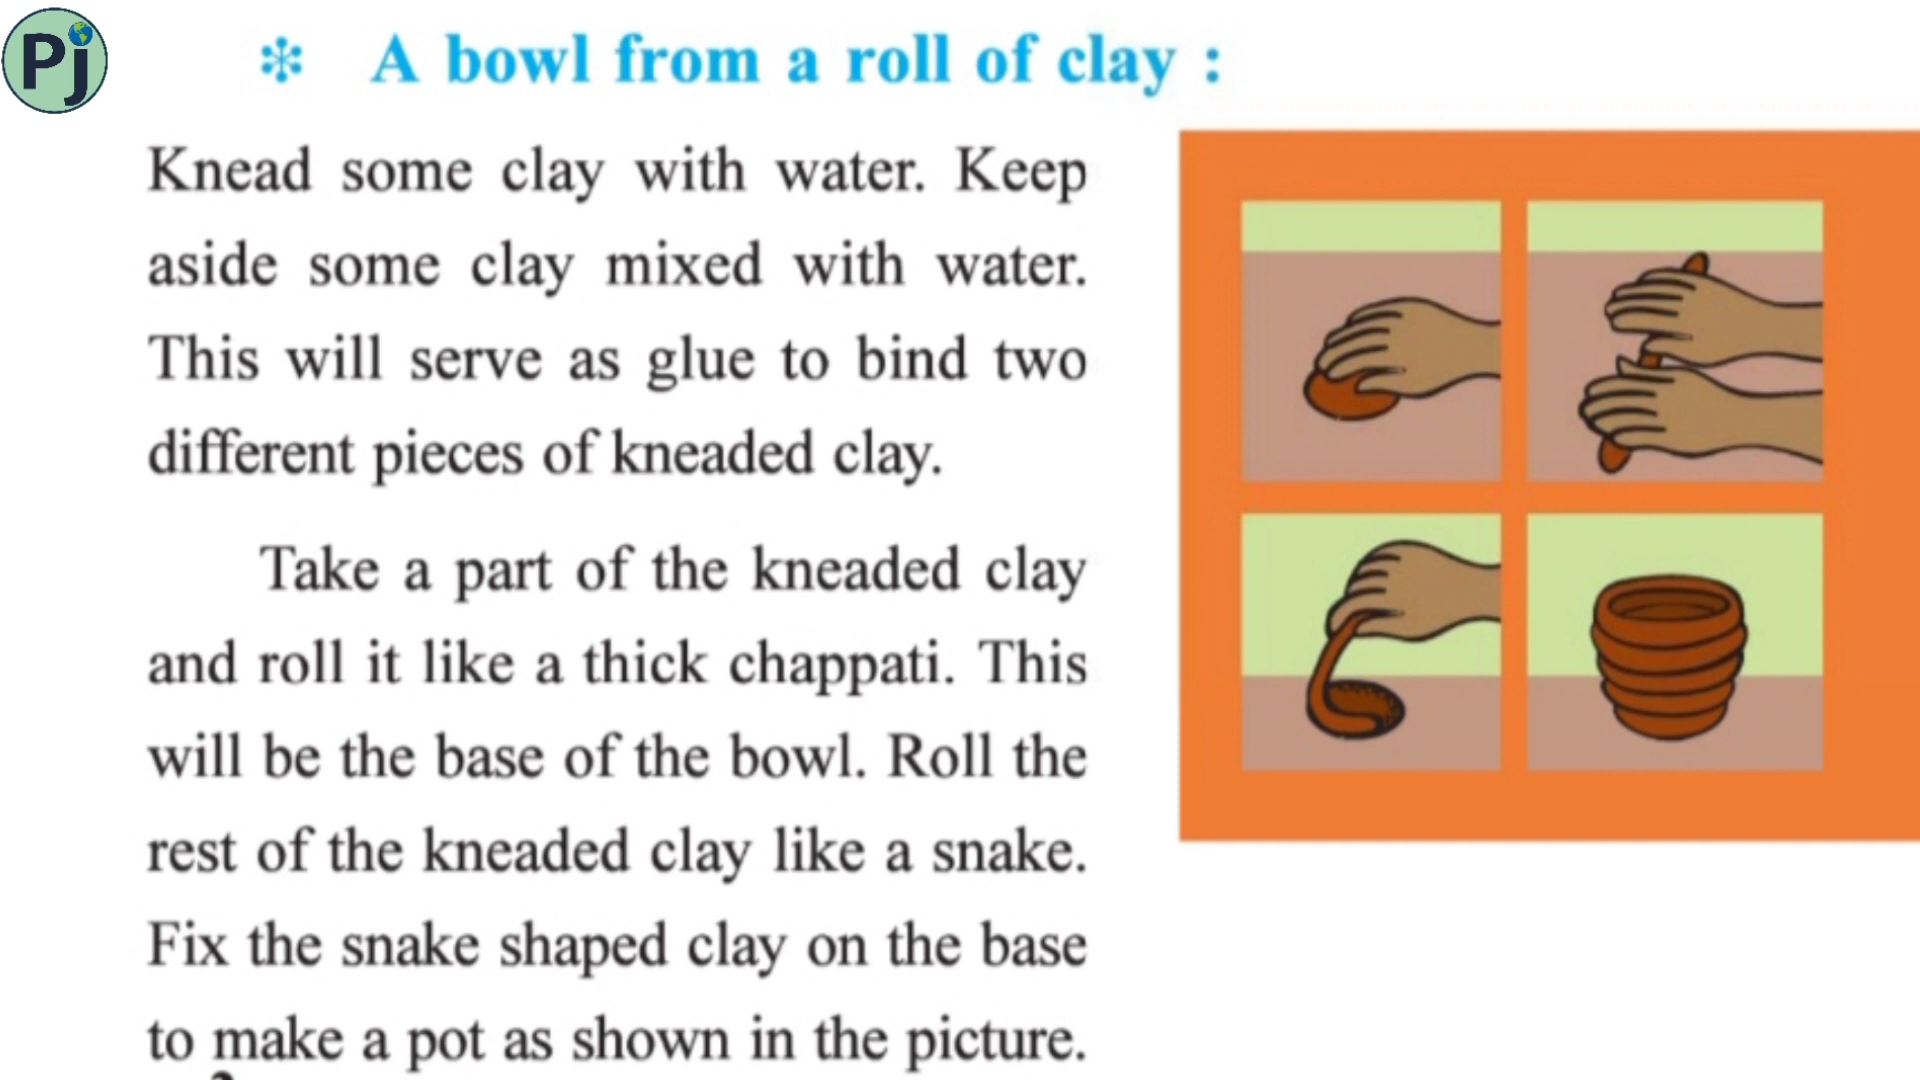 Pj
* A bowl from a roll of clay :
Knead some clay with water. Keep
aside some clay mixed with water.
This will serve as glue to bind two
different pieces of kneaded clay.
Take a part of the kneaded clay
and roll it like a thick chappati. This
will be the base of the bowl. Roll the
rest of the kneaded clay like a snake.
Fix the snake shaped clay on the base
to make a pot as shown in the picture.